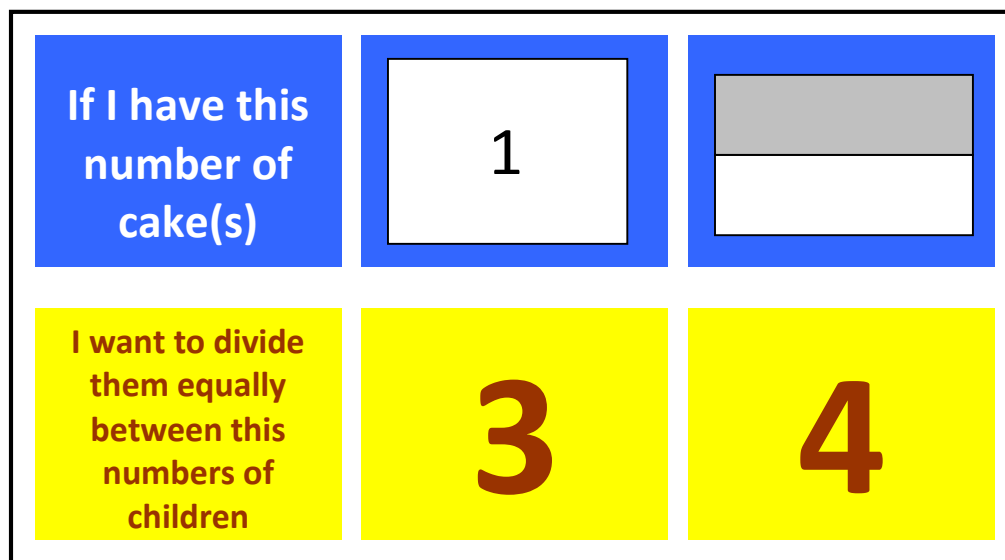 If I have this
number of
cake(s)
1
I want to divide
them equally
between this
numbers of
children
3
4